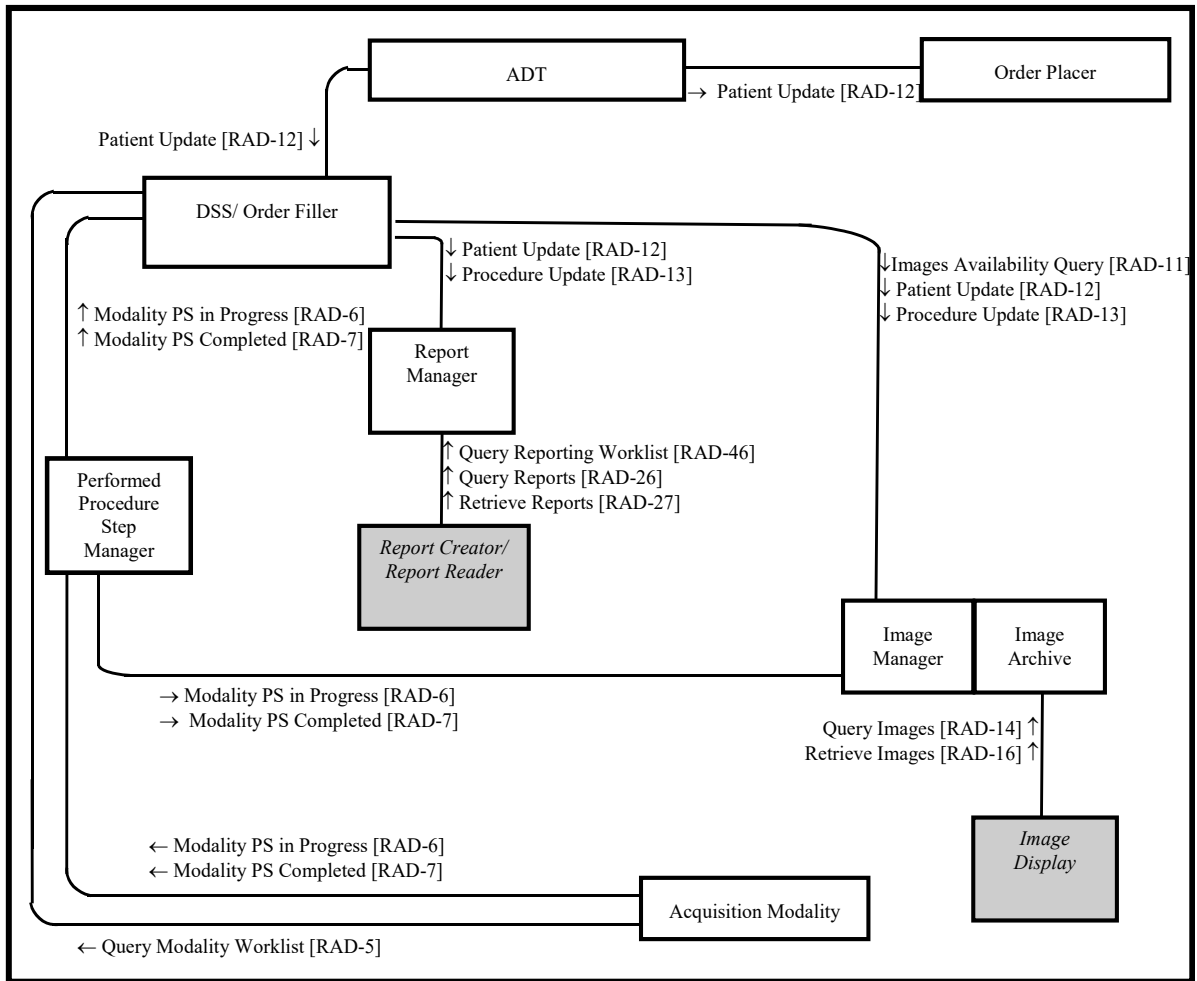 ADT
Order Placer
→ Patient Update [RAD-12]
Patient Update [RAD-12] ↓
DSS/ Order Filler
↓ Patient Update [RAD-12]
↓ Procedure Update [RAD-13]
↓Images Availability Query [RAD-11]
↓ Patient Update [RAD-12]
↓ Procedure Update [RAD-13]
↑ Modality PS in Progress [RAD-6]
↑ Modality PS Completed [RAD-7]
Report
Manager
↑ Query Reporting Worklist [RAD-46]
↑ Query Reports [RAD-26]
↑ Retrieve Reports [RAD-27]
Performed
Procedure
Step
Manager
Report Creator/
Report Reader
Image
Manager
Image
Archive
→ Modality PS in Progress [RAD-6]
→ Modality PS Completed [RAD-7]
Query Images [RAD-14] ↑
Retrieve Images [RAD-16] ↑
Image
Display
← Modality PS in Progress [RAD-6]
← Modality PS Completed [RAD-7]
Acquisition Modality
← Query Modality Worklist [RAD-5]